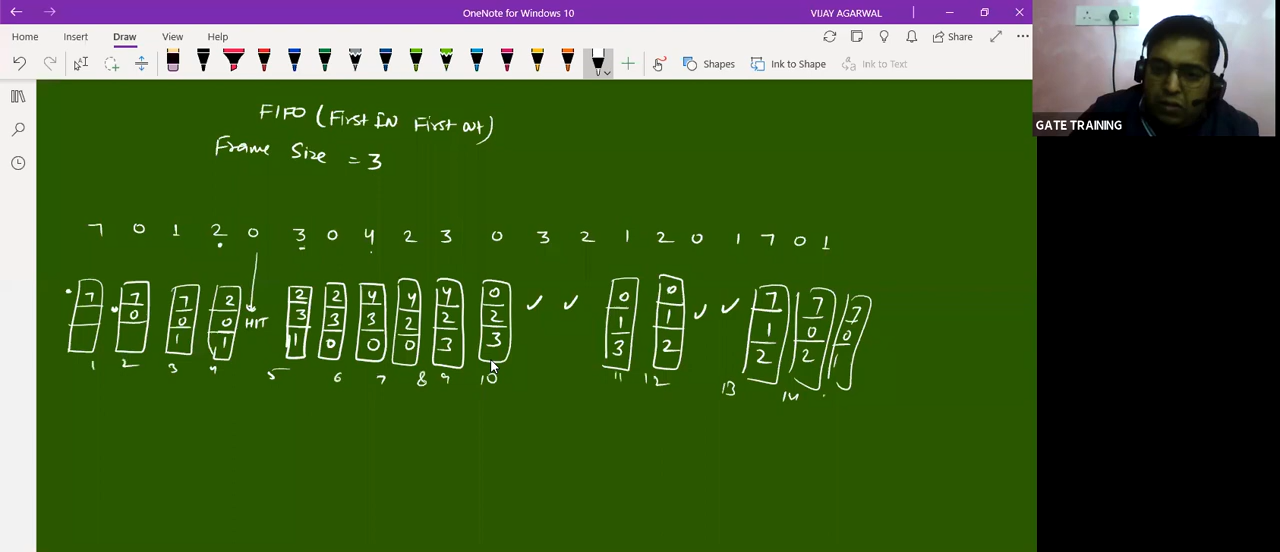 OneNote for Windows 10
VIJAY AGARWAL
Home Insert Draw View Help
Share
Shapes Ink to Shape Ink to Text
GATE TRAINING
FIFO (First IN First out)
Frame Size = 3
7 0 1 2 0 3 0 4 2 3 0 3 2 1 2 0 1 7 0 1
7 7 7 2 2 2 4 4 4 0 0 0 7 7 7
0 0 0 HIT 3 3 3 2 2 2 1 1 1 0 0
1 1 1 0 0 0 3 3 3 2 2 2 1
1 2 3 4 5 6 7 8 9 10 11 12 13 14